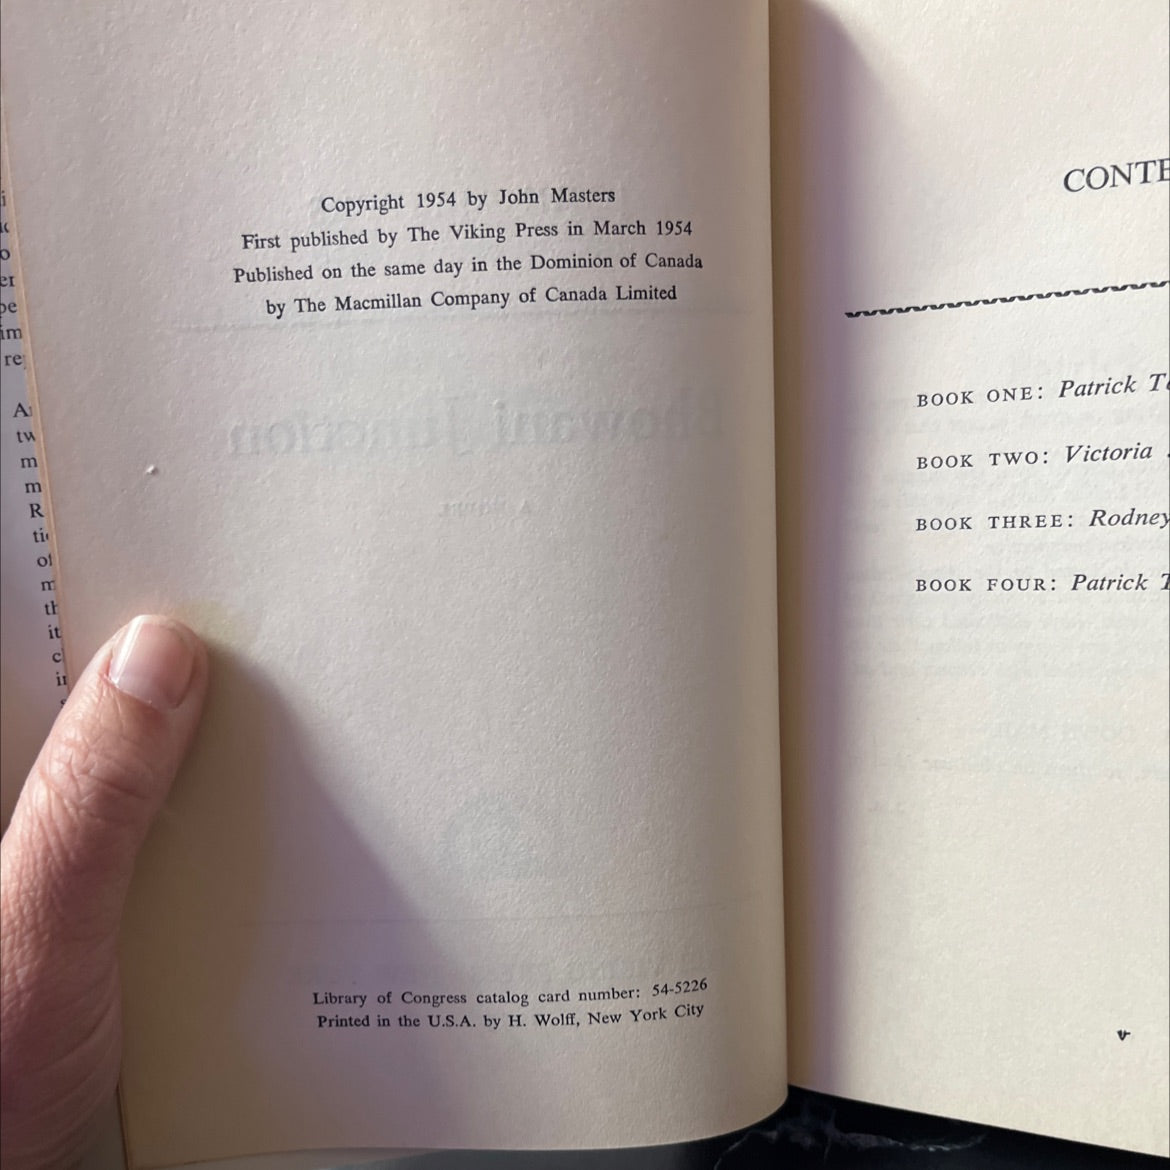 Copyright 1954 by John Masters
First published by The Viking Press in March 1954
Published on the same day in the Dominion of Canada
by The Macmillan Company of Canada Limited
Library of Congress catalog card number: 54-5226
Printed in the U.S.A. by H. Wolff, New York City
CONTE
BOOK ONE: Patrick
BOOK TWO: Victoria
BOOK THREE: Rodney
BOOK FOUR: Patrick
v